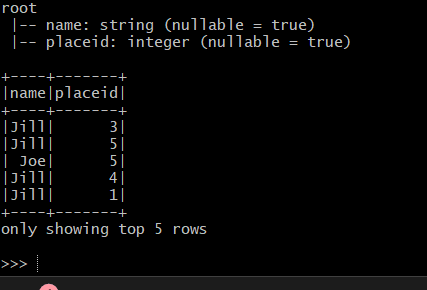 root
 |-- name: string (nullable = true)
 |-- placeid: integer (nullable = true)

+----+-------+
|name|placeid|
+----+-------+
|Jill|      3|
|Jill|      5|
| Joe|      5|
|Jill|      4|
|Jill|      1|
+----+-------+
only showing top 5 rows

>>>